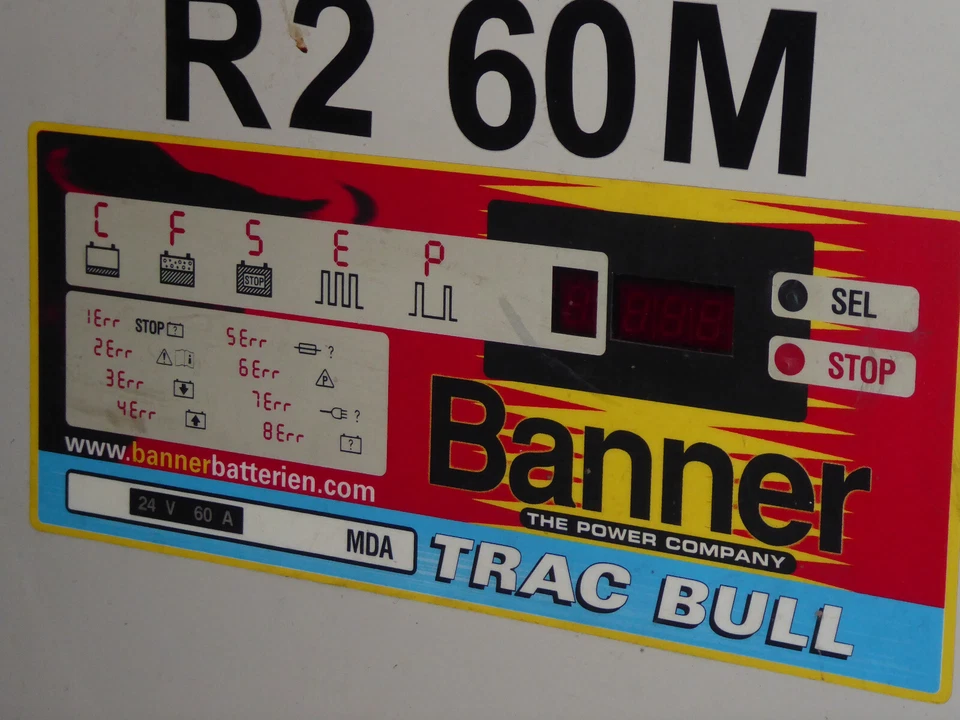 R2 60M
C F S E P
STOP
SEL
STOP
1Err STOP ?
2Err
3Err
4Err
5Err ?
6Err P
7Err ?
8Err ?
Banner
THE POWER COMPANY
www.bannerbatterien.com
24 V 60 A
MDA
TRAC BULL